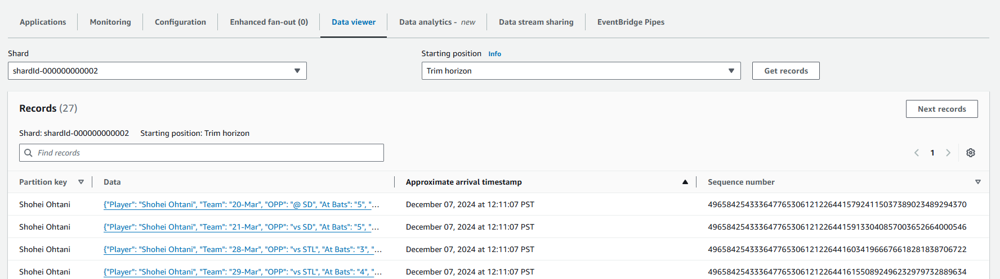 Applications Monitoring Configuration Enhanced fan-out (0) Data viewer Data analytics - new Data stream sharing EventBridge Pipes
Shard Starting position Info
shardId-000000000002 Trim horizon Get records
Records (27) Next records
Shard: shardId-000000000002 Starting position: Trim horizon
Find records 1
Partition key Data Approximate arrival timestamp Sequence number
Shohei Ohtani {"Player": "Shohei Ohtani", "Team": "20-Mar", "OPP": "@ SD", "At Bats": "5", "... December 07, 2024 at 12:11:07 PST 49658425433364776530612122644157924115037389023489294370
Shohei Ohtani {"Player": "Shohei Ohtani", "Team": "21-Mar", "OPP": "vs SD", "At Bats": "5", "... December 07, 2024 at 12:11:07 PST 49658425433364776530612122644159133040857003652664000546
Shohei Ohtani {"Player": "Shohei Ohtani", "Team": "28-Mar", "OPP": "vs STL", "At Bats": "3", "... December 07, 2024 at 12:11:07 PST 49658425433364776530612122644160341966676618281838706722
Shohei Ohtani {"Player": "Shohei Ohtani", "Team": "29-Mar", "OPP": "vs STL", "At Bats": "4", "... December 07, 2024 at 12:11:07 PST 49658425433364776530612122644161550892496232979732889634